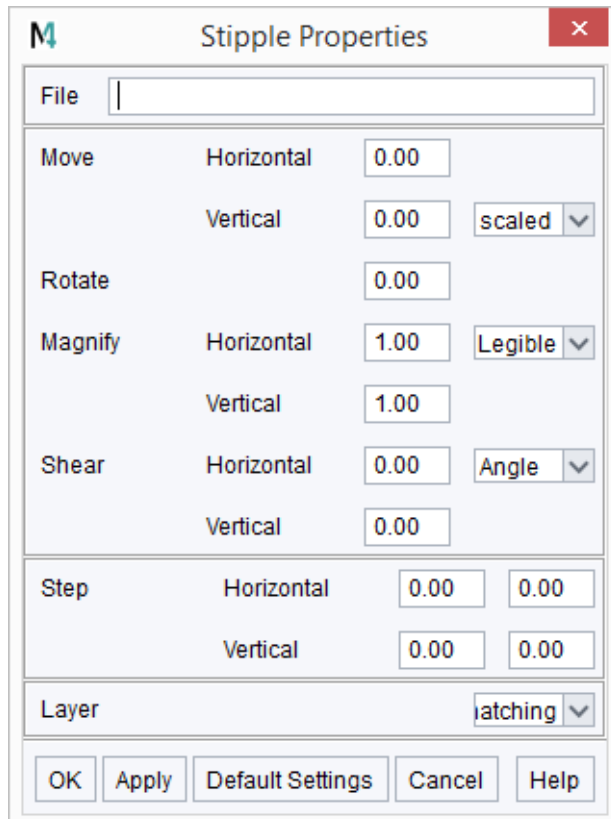 M4 Stipple Properties
File
Move Horizontal 0.00
Vertical 0.00 scaled
Rotate 0.00
Magnify Horizontal 1.00 Legible
Vertical 1.00
Shear Horizontal 0.00 Angle
Vertical 0.00
Step Horizontal 0.00 0.00
Vertical 0.00 0.00
Layer
OK Apply Default Settings Cancel Help